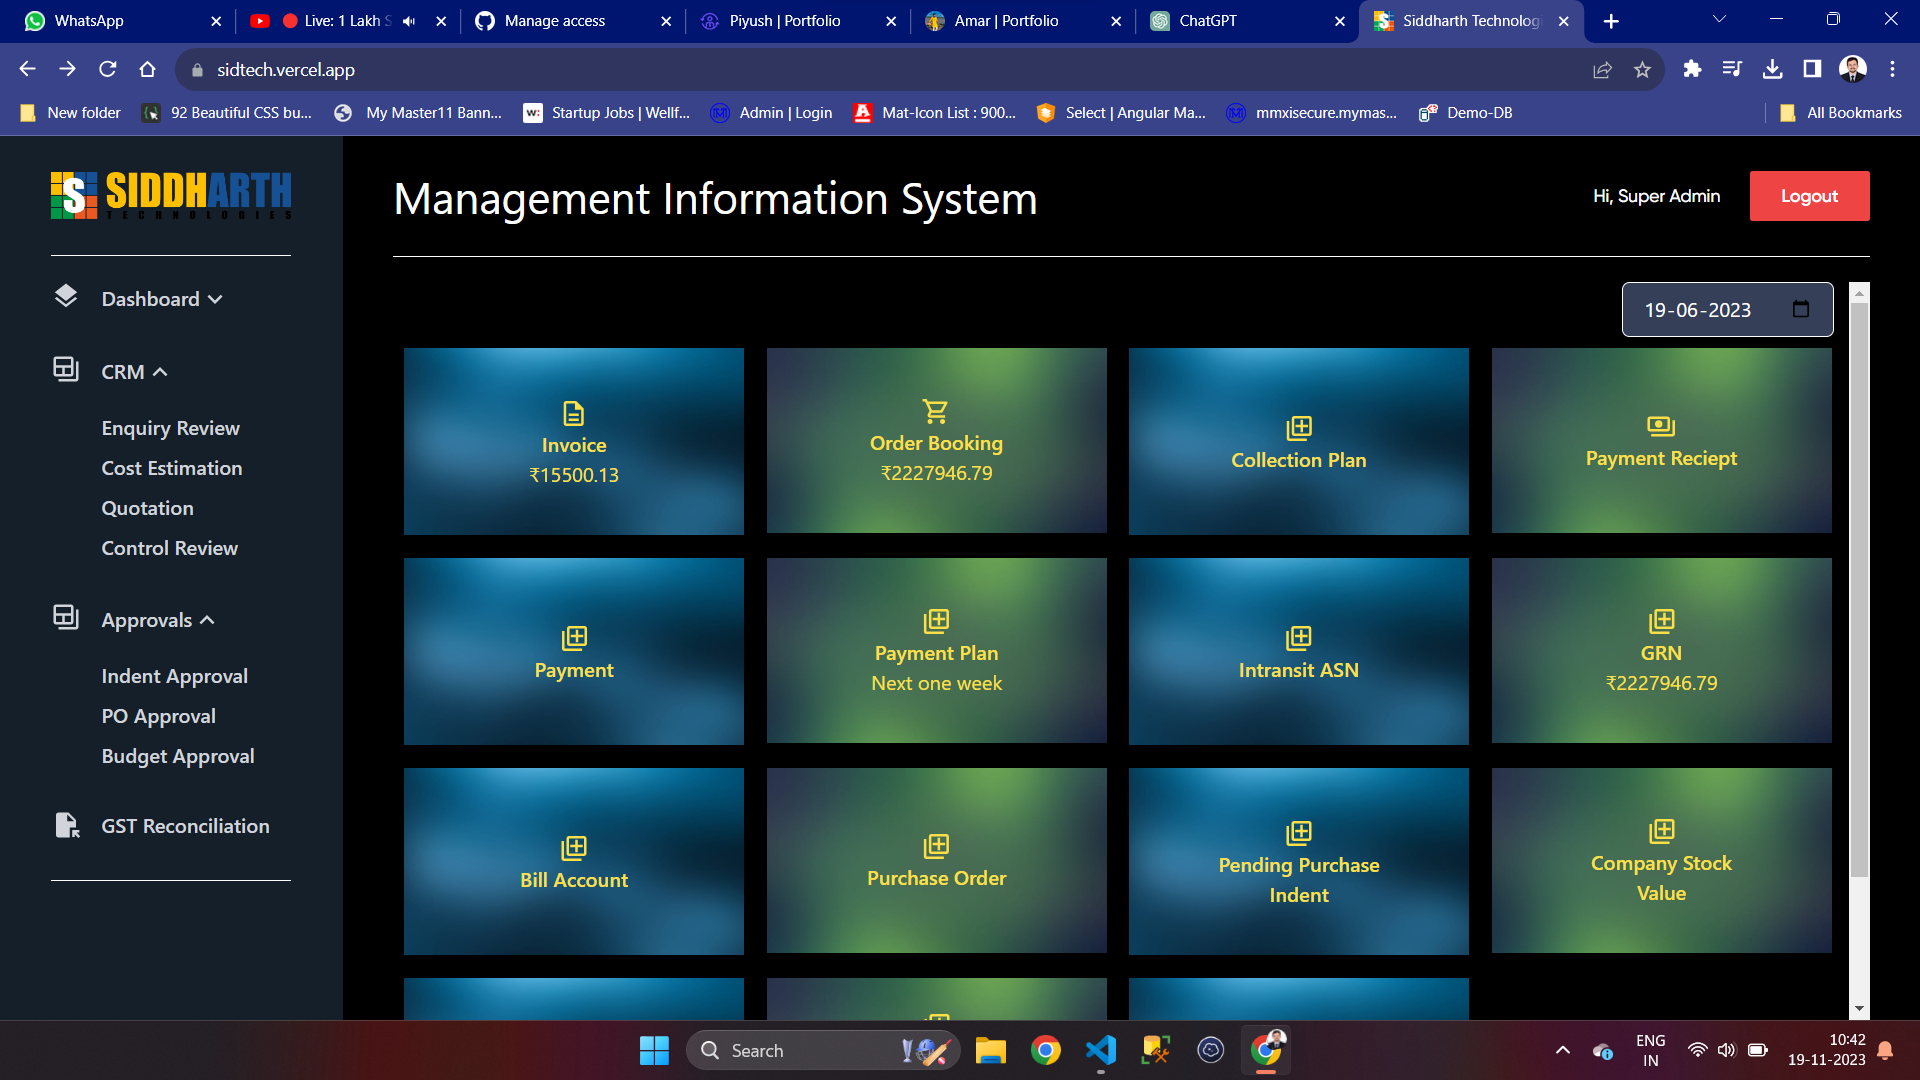 WhatsApp
Live: 1 Lakh S
Manage access
Piyush | Portfolio
Amar | Portfolio
ChatGPT
Siddharth Technologi
sidtech.vercel.app
New folder
92 Beautiful CSS bu...
My Master11 Bann...
Startup Jobs | Wellf...
Admin | Login
Mat-Icon List : 900...
Select | Angular Ma...
mmxisecure.mymas...
Demo-DB
All Bookmarks
S SIDDHARTH
TECHNOLOGIES
Management Information System
Hi, Super Admin
Logout
Dashboard
CRM
Enquiry Review
Cost Estimation
Quotation
Control Review
Approvals
Indent Approval
PO Approval
Budget Approval
GST Reconciliation
19-06-2023
Invoice
₹15500.13
Order Booking
₹2227946.79
Collection Plan
Payment Reciept
Payment
Payment Plan
Next one week
Intransit ASN
GRN
₹2227946.79
Bill Account
Purchase Order
Pending Purchase
Indent
Company Stock
Value
Search
ENG
IN
10:42
19-11-2023